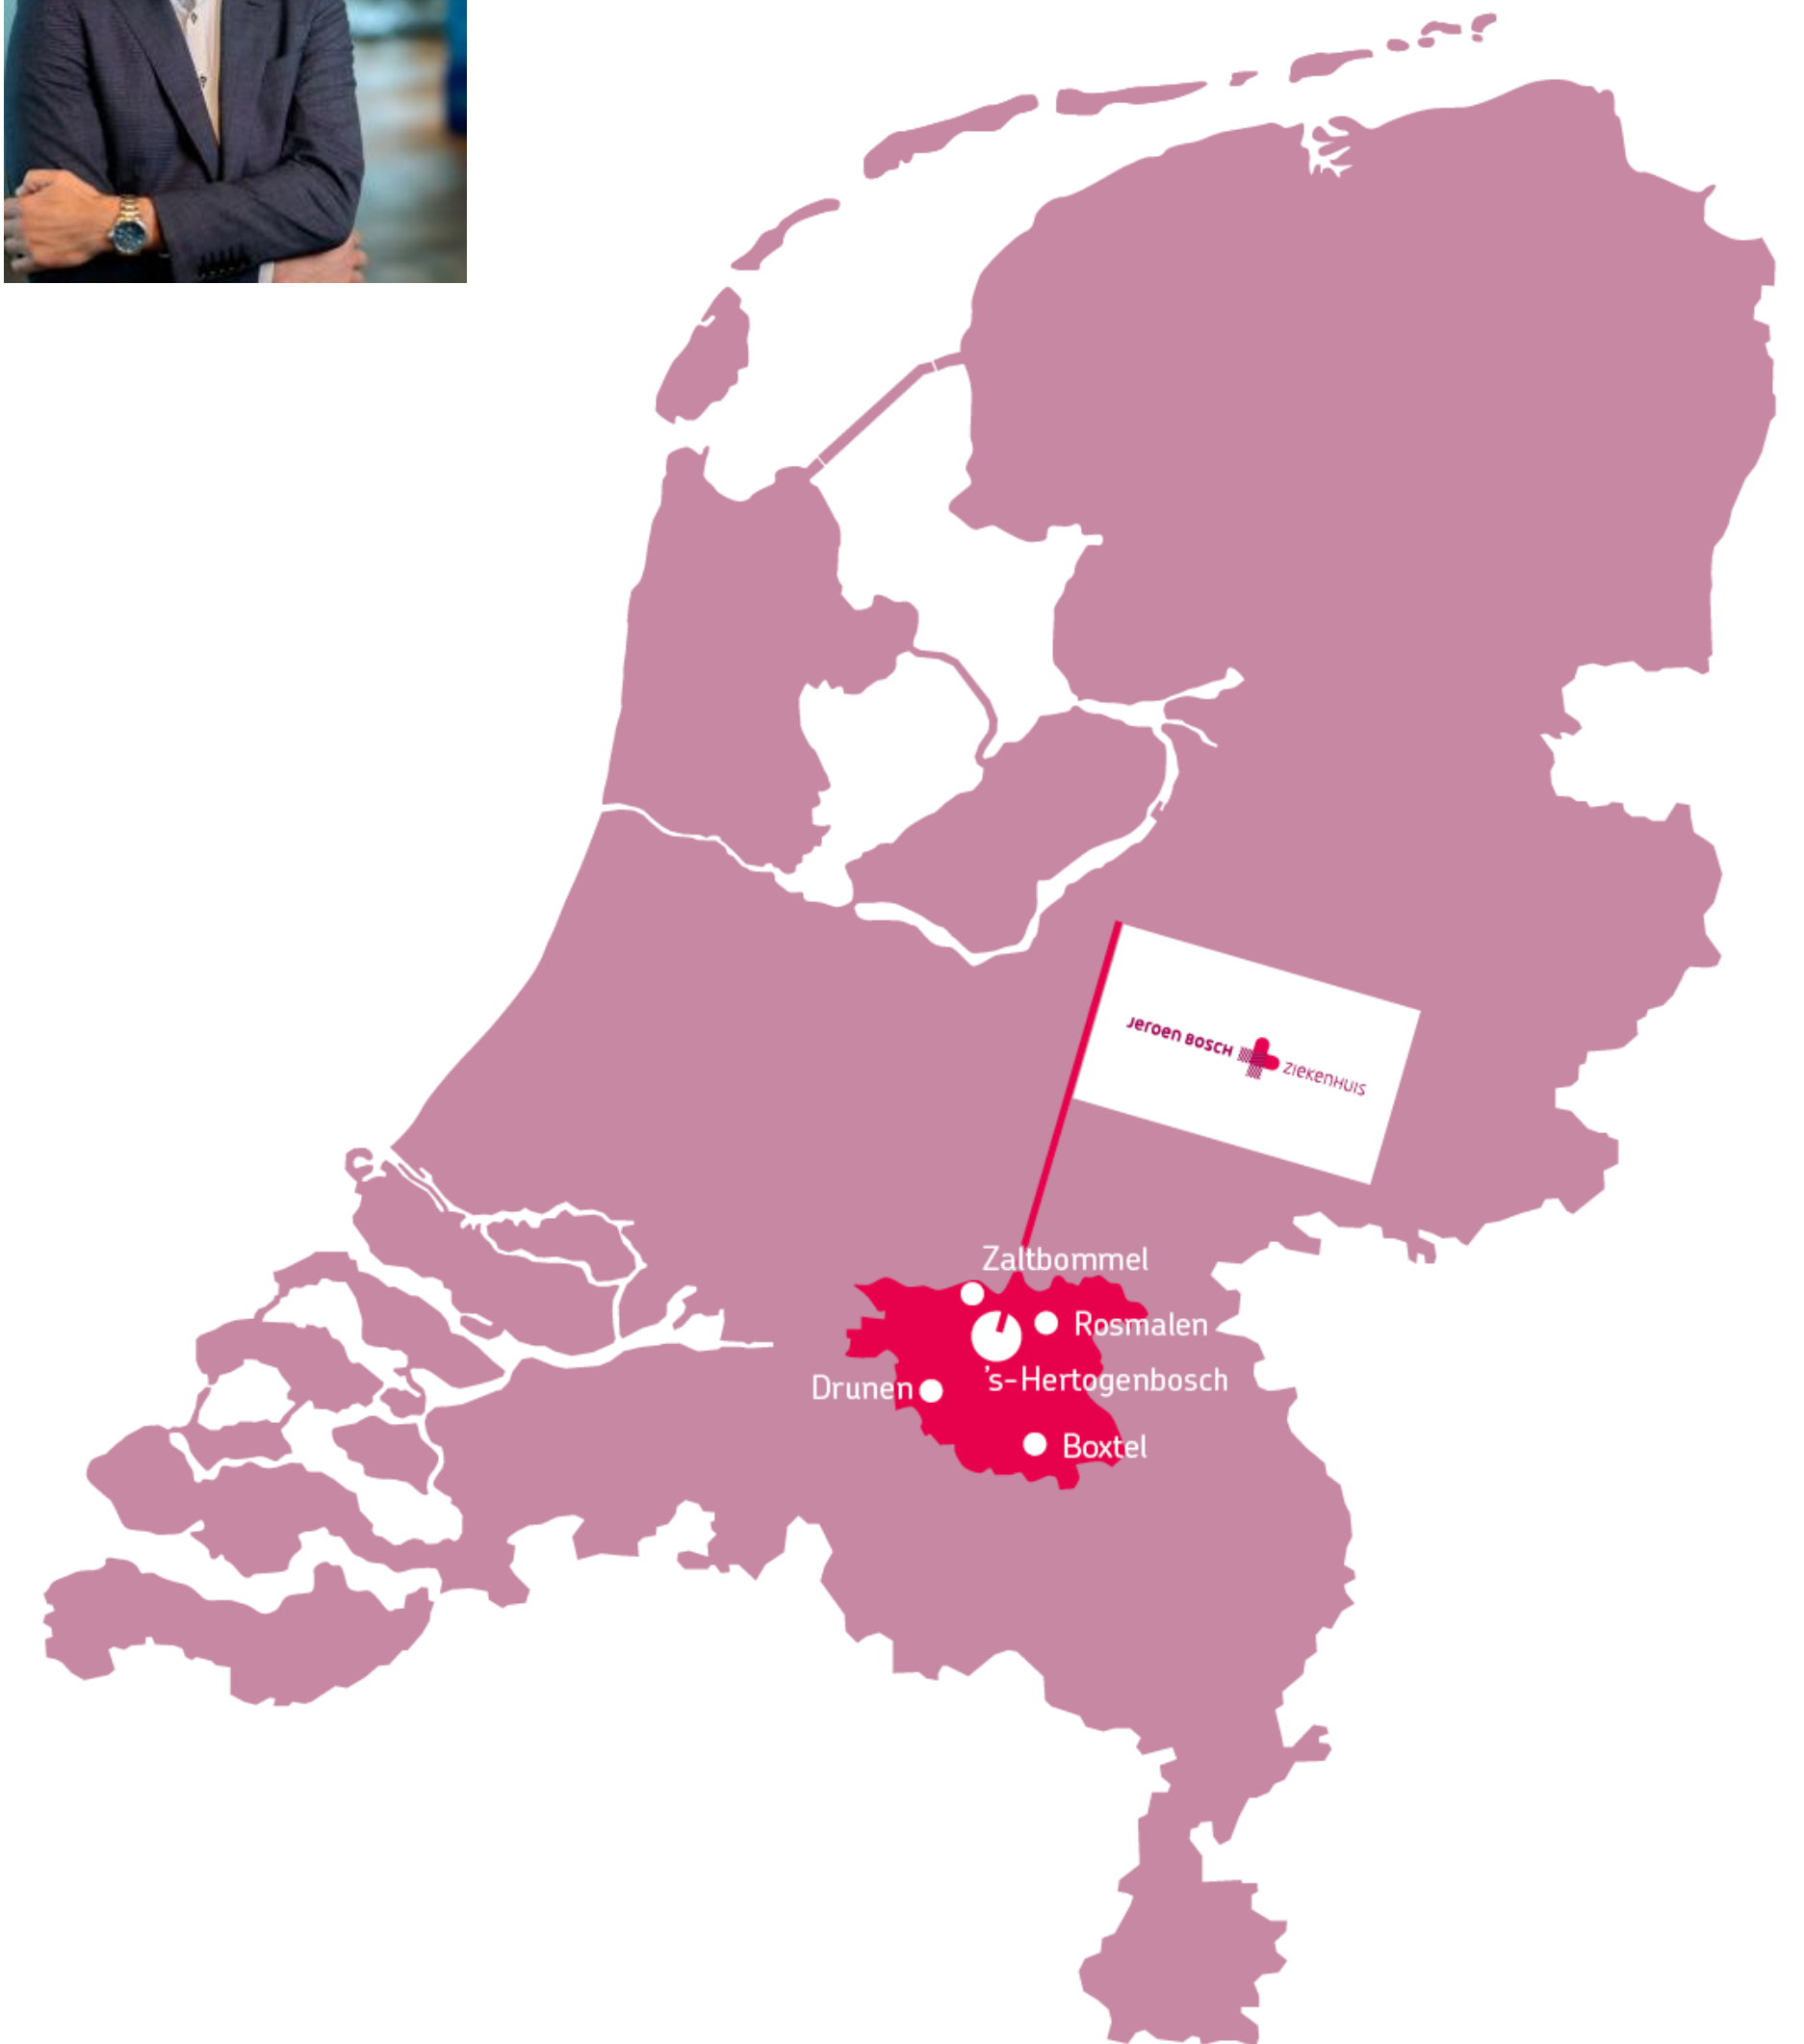 Jeroen Bosch ziekenhuis
Zaltbommel
Rosmalen
's-Hertogenbosch
Drunen
Boxtel